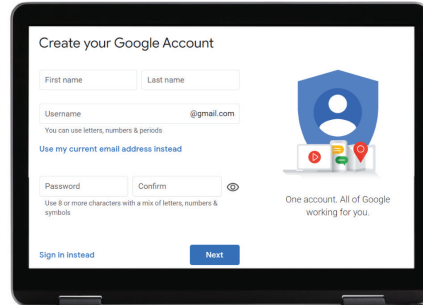 Create your Google Account
First name
Last name
Username
@gmail.com
You can use letters, numbers & periods
Use my current email address instead
Password
Confirm
Use 8 or more characters with a mix of letters, numbers &
symbols
One account. All of Google
working for you.
Sign in instead
Next